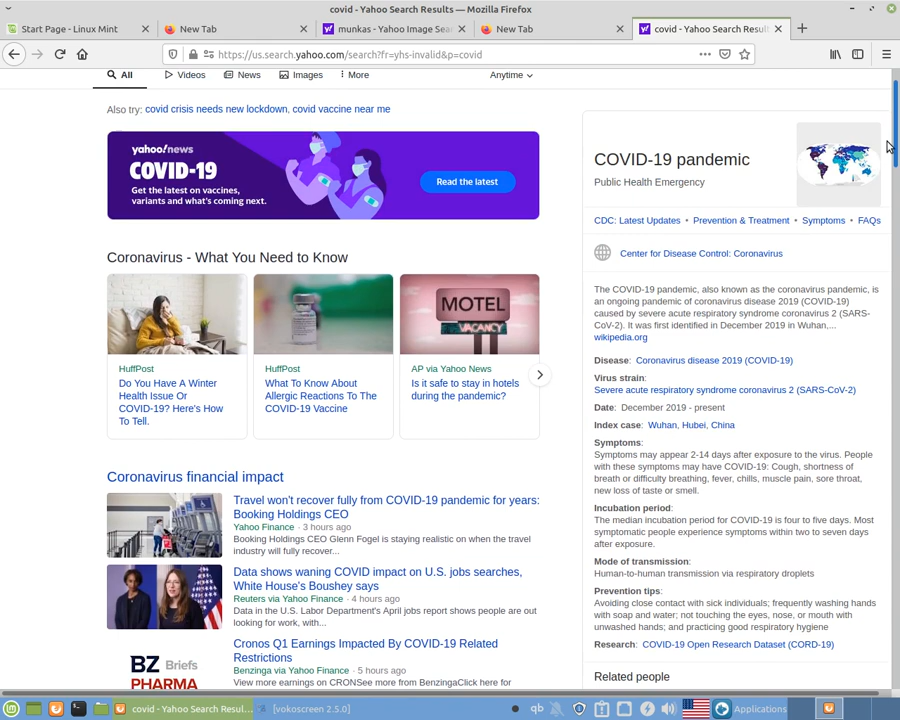 covid - Yahoo Search Results — Mozilla Firefox
Start Page - Linux Mint
New Tab
munkas - Yahoo Image Sea
New Tab
covid - Yahoo Search Result
https://us.search.yahoo.com/search?fr=yhs-invalid&p=covid
All
Videos
News
Images
More
Anytime
Also try: covid crisis needs new lockdown, covid vaccine near me
yahoo!news
COVID-19
Get the latest on vaccines,
variants and what's coming next.
Read the latest
Coronavirus - What You Need to Know
MOTEL
VACANCY
HuffPost
Do You Have A Winter
Health Issue Or
COVID-19? Here's How
To Tell.
HuffPost
What To Know About
Allergic Reactions To The
COVID-19 Vaccine
AP via Yahoo News
Is it safe to stay in hotels
during the pandemic?
Coronavirus financial impact
Travel won't recover fully from COVID-19 pandemic for years:
Booking Holdings CEO
Yahoo Finance · 3 hours ago
Booking Holdings CEO Glenn Fogel is staying realistic on when the travel
industry will fully recover...
Data shows waning COVID impact on U.S. jobs searches,
White House's Boushey says
Reuters via Yahoo Finance · 4 hours ago
Data in the U.S. Labor Department's April jobs report shows people are out
looking for work, with...
BZ Briefs
PHARMA
Cronos Q1 Earnings Impacted By COVID-19 Related
Restrictions
Benzinga via Yahoo Finance · 5 hours ago
View more earnings on CRONSee more from BenzingaClick here for
COVID-19 pandemic
Public Health Emergency
CDC: Latest Updates • Prevention & Treatment • Symptoms • FAQs
Center for Disease Control: Coronavirus
The COVID-19 pandemic, also known as the coronavirus pandemic, is
an ongoing pandemic of coronavirus disease 2019 (COVID-19)
caused by severe acute respiratory syndrome coronavirus 2 (SARS-
CoV-2). It was first identified in December 2019 in Wuhan,...
wikipedia.org
Disease: Coronavirus disease 2019 (COVID-19)
Virus strain:
Severe acute respiratory syndrome coronavirus 2 (SARS-CoV-2)
Date: December 2019 - present
Index case: Wuhan, Hubei, China
Symptoms:
Symptoms may appear 2-14 days after exposure to the virus. People
with these symptoms may have COVID-19: Cough, shortness of
breath or difficulty breathing, fever, chills, muscle pain, sore throat,
new loss of taste or smell.
Incubation period:
The median incubation period for COVID-19 is four to five days. Most
symptomatic people experience symptoms within two to seven days
after exposure.
Mode of transmission:
Human-to-human transmission via respiratory droplets
Prevention tips:
Avoiding close contact with sick individuals; frequently washing hands
with soap and water; not touching the eyes, nose, or mouth with
unwashed hands; and practicing good respiratory hygiene
Research: COVID-19 Open Research Dataset (CORD-19)
Related people
covid - Yahoo Search Resul...
[vokoscreen 2.5.0]
qb
Applications